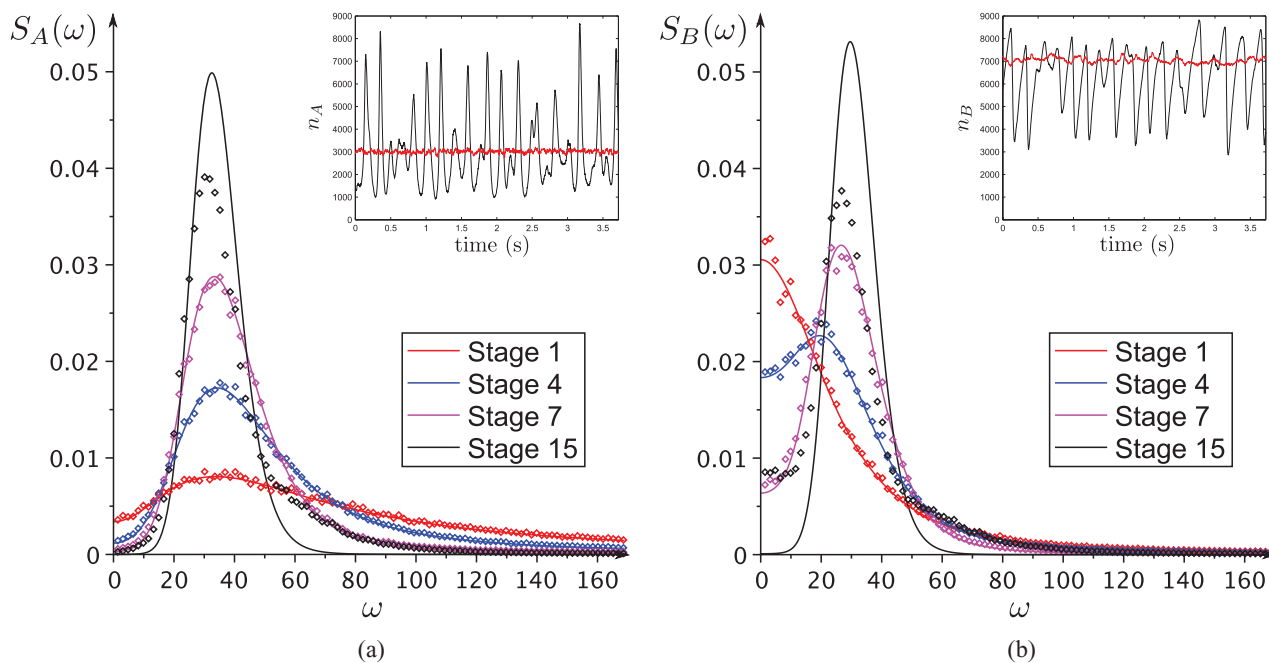 S_A(ω)
0.05
0.04
0.03
0.02
0.01
0
0 20 40 60 80 100 120 140 160
ω
n_A
9000
8000
7000
6000
5000
4000
3000
2000
1000
0
0 0.5 1 1.5 2 2.5 3 3.5
time (s)
Stage 1
Stage 4
Stage 7
Stage 15
(a)
S_B(ω)
0.05
0.04
0.03
0.02
0.01
0
0 20 40 60 80 100 120 140 160
ω
n_B
9000
8000
7000
6000
5000
4000
3000
2000
1000
0
0 0.5 1 1.5 2 2.5 3 3.5
time (s)
Stage 1
Stage 4
Stage 7
Stage 15
(b)